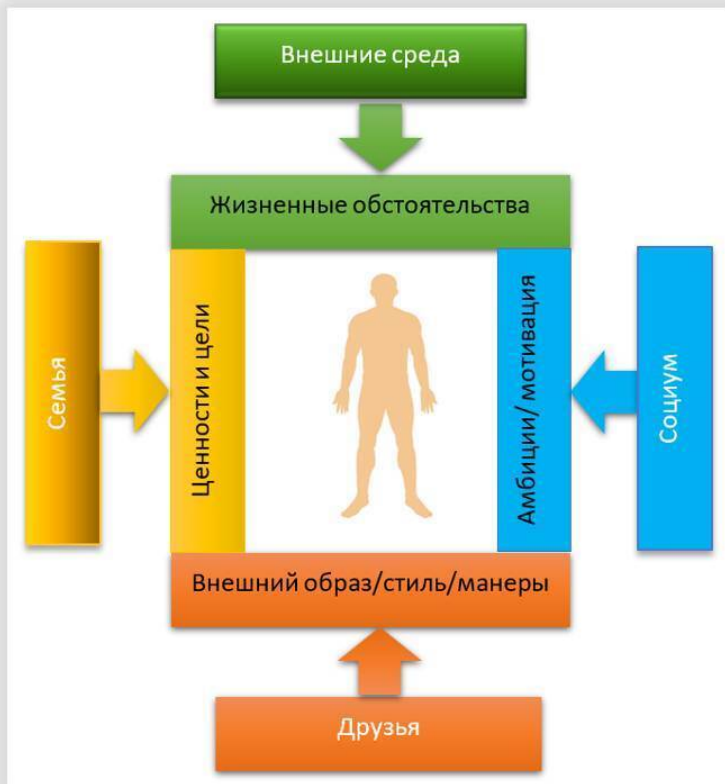 Внешние среда
Жизненные обстоятельства
Семья
Ценности и цели
Амбиции/ мотивация
Социум
Внешний образ/стиль/манеры
Друзья